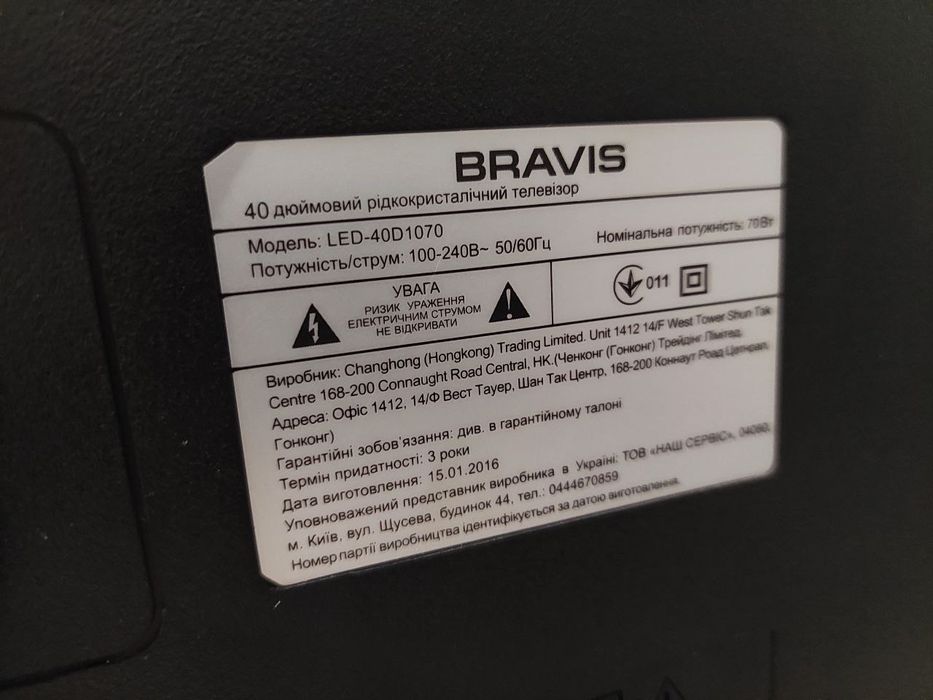 BRAVIS
40 дюймовий рідкокристалічний телевізор
Модель: LED-40D1070
Потужність/струм: 100-240В~ 50/60Гц
Номінальна потужність: 70Вт
УВАГА
РИЗИК УРАЖЕННЯ
ЕЛЕКТРИЧНИМ СТРУМОМ
НЕ ВІДКРИВАТИ
011
Виробник: Changhong (Hongkong) Trading Limited. Unit 1412 14/F West Tower Shun Tak
Centre 168-200 Connaught Road Central, HK.(Ченконг (Гонконг) Трейдінг Лімітед.
Адреса: Офіс 1412, 14/Ф Вест Тауер, Шан Так Центр, 168-200 Коннаут Роад Централ,
Гонконг)
Гарантійні зобов'язання: див. в гарантійному талоні
Термін придатності: 3 роки
Дата виготовлення: 15.01.2016
Уповноважений представник виробника в Україні: ТОВ «НАШ СЕРВІС», 04060,
м. Київ, вул. Щусева, будинок 44, тел.: 0444670859
Номер партії виробництва ідентифікується за датою виготовлення.